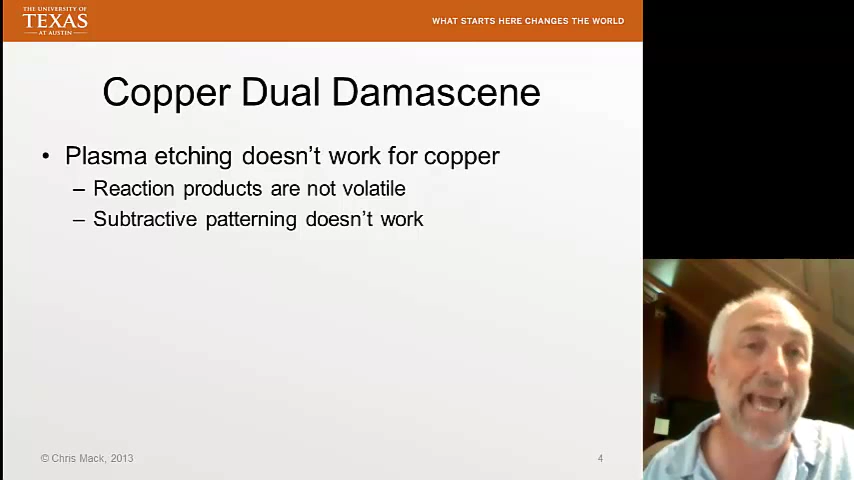 THE UNIVERSITY OF
TEXAS
AT AUSTIN
WHAT STARTS HERE CHANGES THE WORLD
Copper Dual Damascene
• Plasma etching doesn’t work for copper
– Reaction products are not volatile
– Subtractive patterning doesn’t work
© Chris Mack, 2013
4